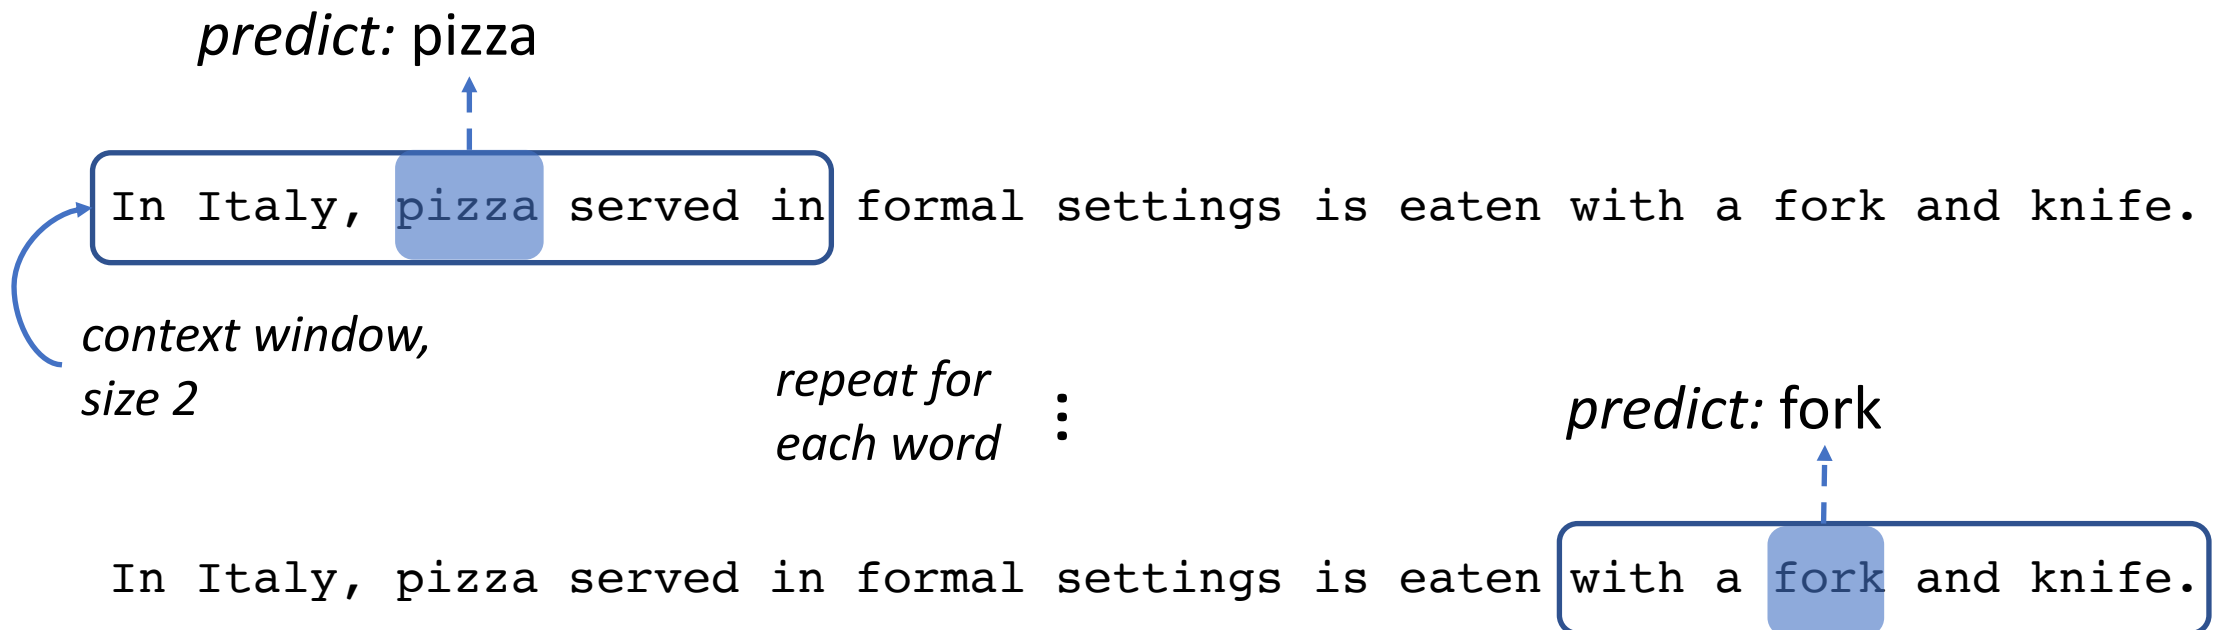 predict: pizza
In Italy, pizza served in formal settings is eaten with a fork and knife.
context window,
size 2
repeat for
each word
⋮
predict: fork
In Italy, pizza served in formal settings is eaten with a fork and knife.